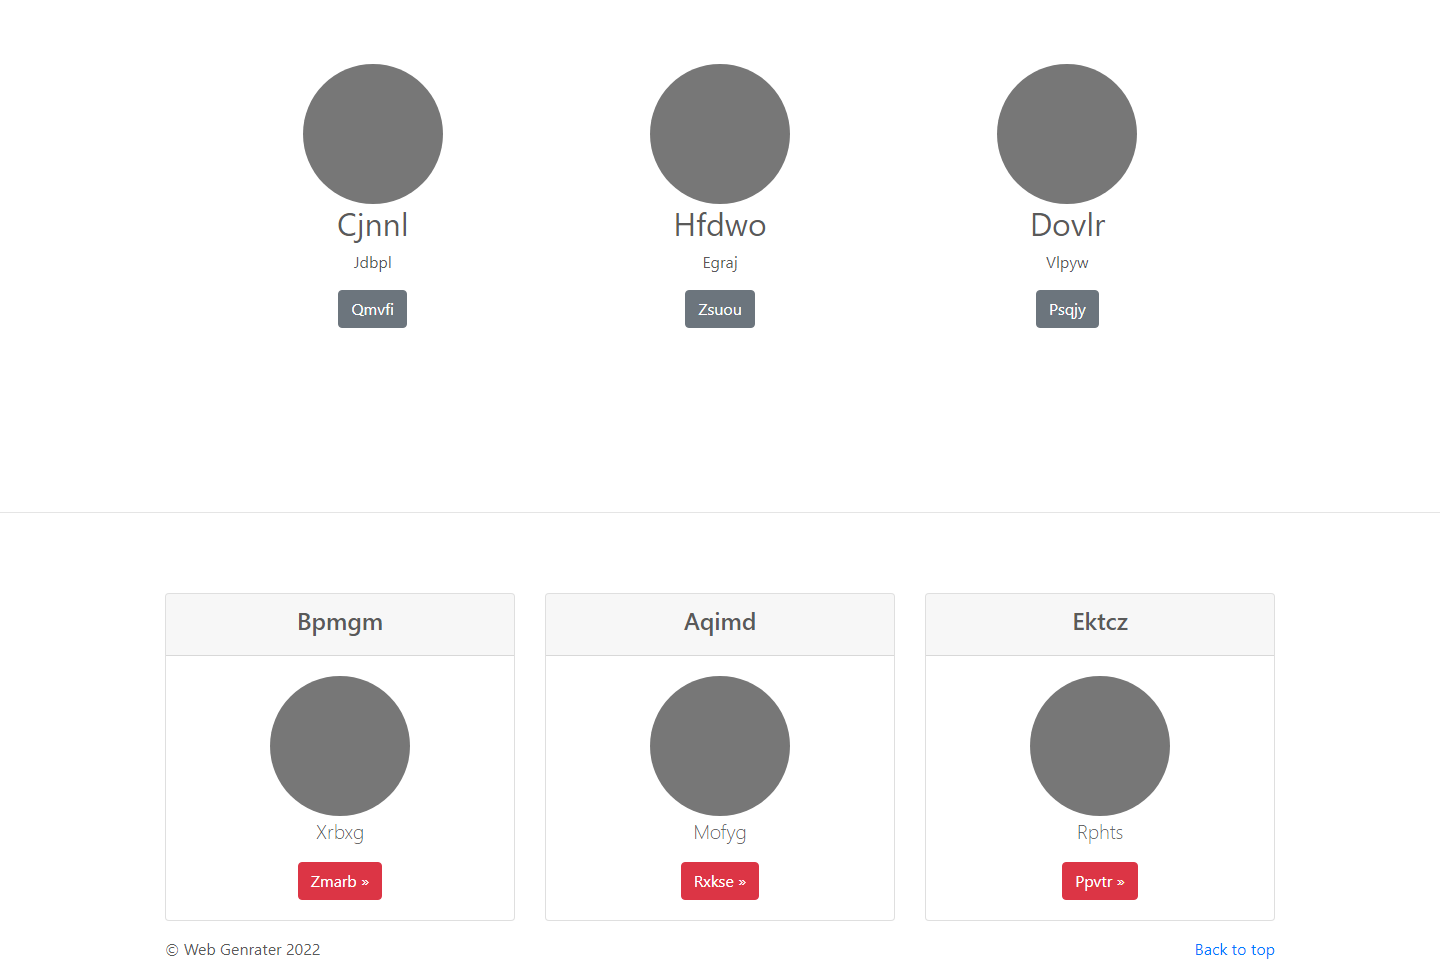 Cjnnl
Jdbpl
Qmvfi
Hfdwo
Egraj
Zsuou
Dovlr
Vlpyw
Psqjy
Bpmgm
Xrbxg
Zmarb »
Aqimd
Mofyg
Rxkse »
Ektcz
Rphts
Ppvtr »
© Web Genrater 2022
Back to top